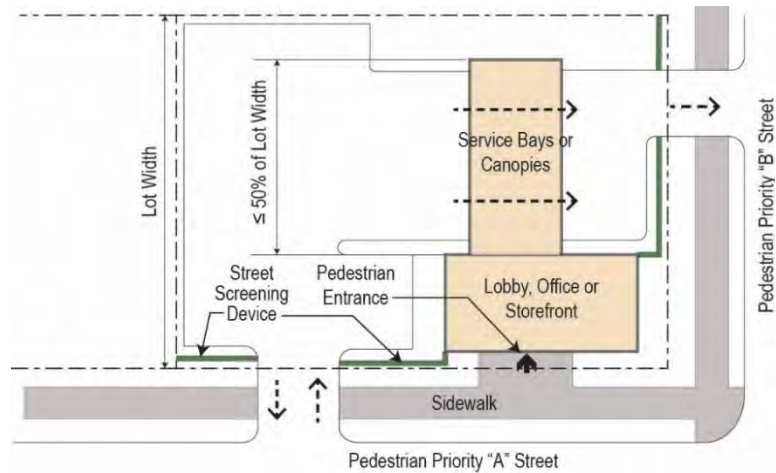 Lot Width
≤ 50% of Lot Width
Service Bays or
Canopies
Street
Screening
Device
Pedestrian
Entrance
Lobby, Office or
Storefront
Sidewalk
Pedestrian Priority "A" Street
Pedestrian Priority "B" Street